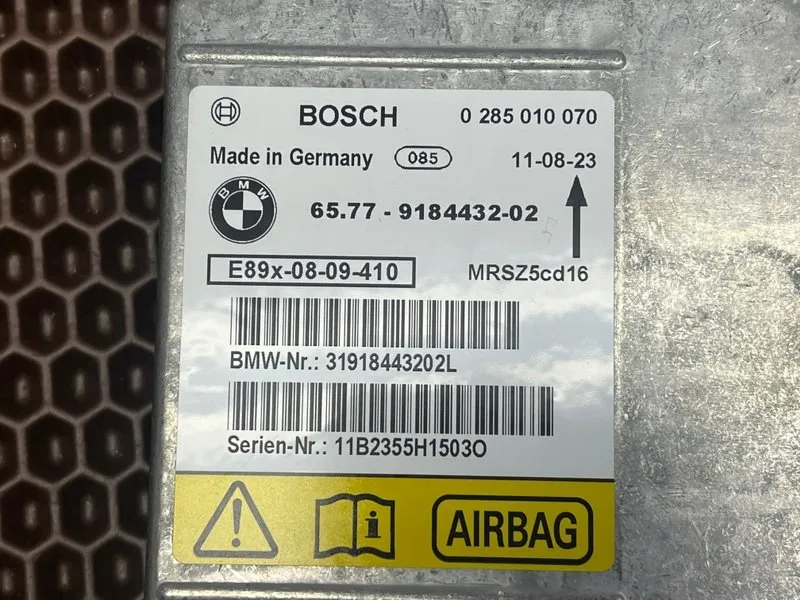 BOSCH 0 285 010 070
Made in Germany 085 11-08-23
BMW 65.77 - 9184432-02
E89x-08-09-410 MRSZ5cd16
BMW-Nr.: 31918443202L
Serien-Nr.: 11B2355H1503O
AIRBAG